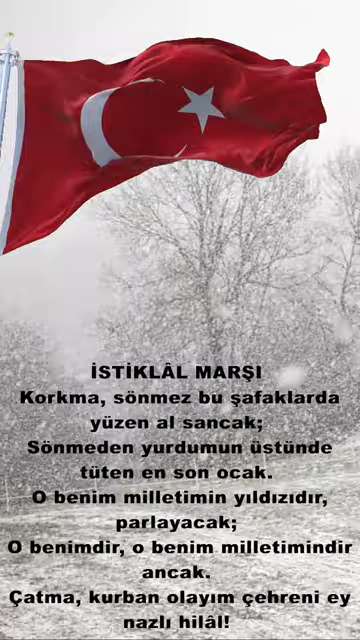 İSTİKLÂL MARŞI
Korkma, sönmez bu şafaklarda
yüzen al sancak;
Sönmeden yurdumun üstünde
tüten en son ocak.
O benim milletimin yıldızıdır,
parlayacak;
O benimdir, o benim milletimindir
ancak.
Çatma, kurban olayım çehreni ey
nazlı hilâl!